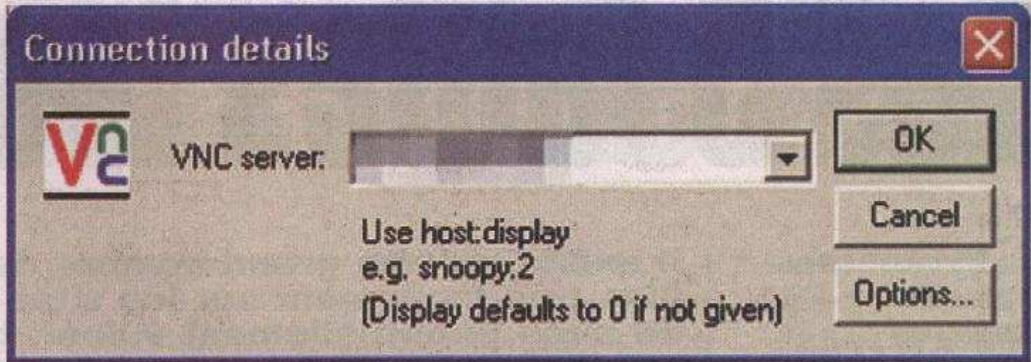 Connection details
VNC
VNC server:
OK
Use host:display
e.g. snoopy:2
(Display defaults to 0 if not given)
Cancel
Options...